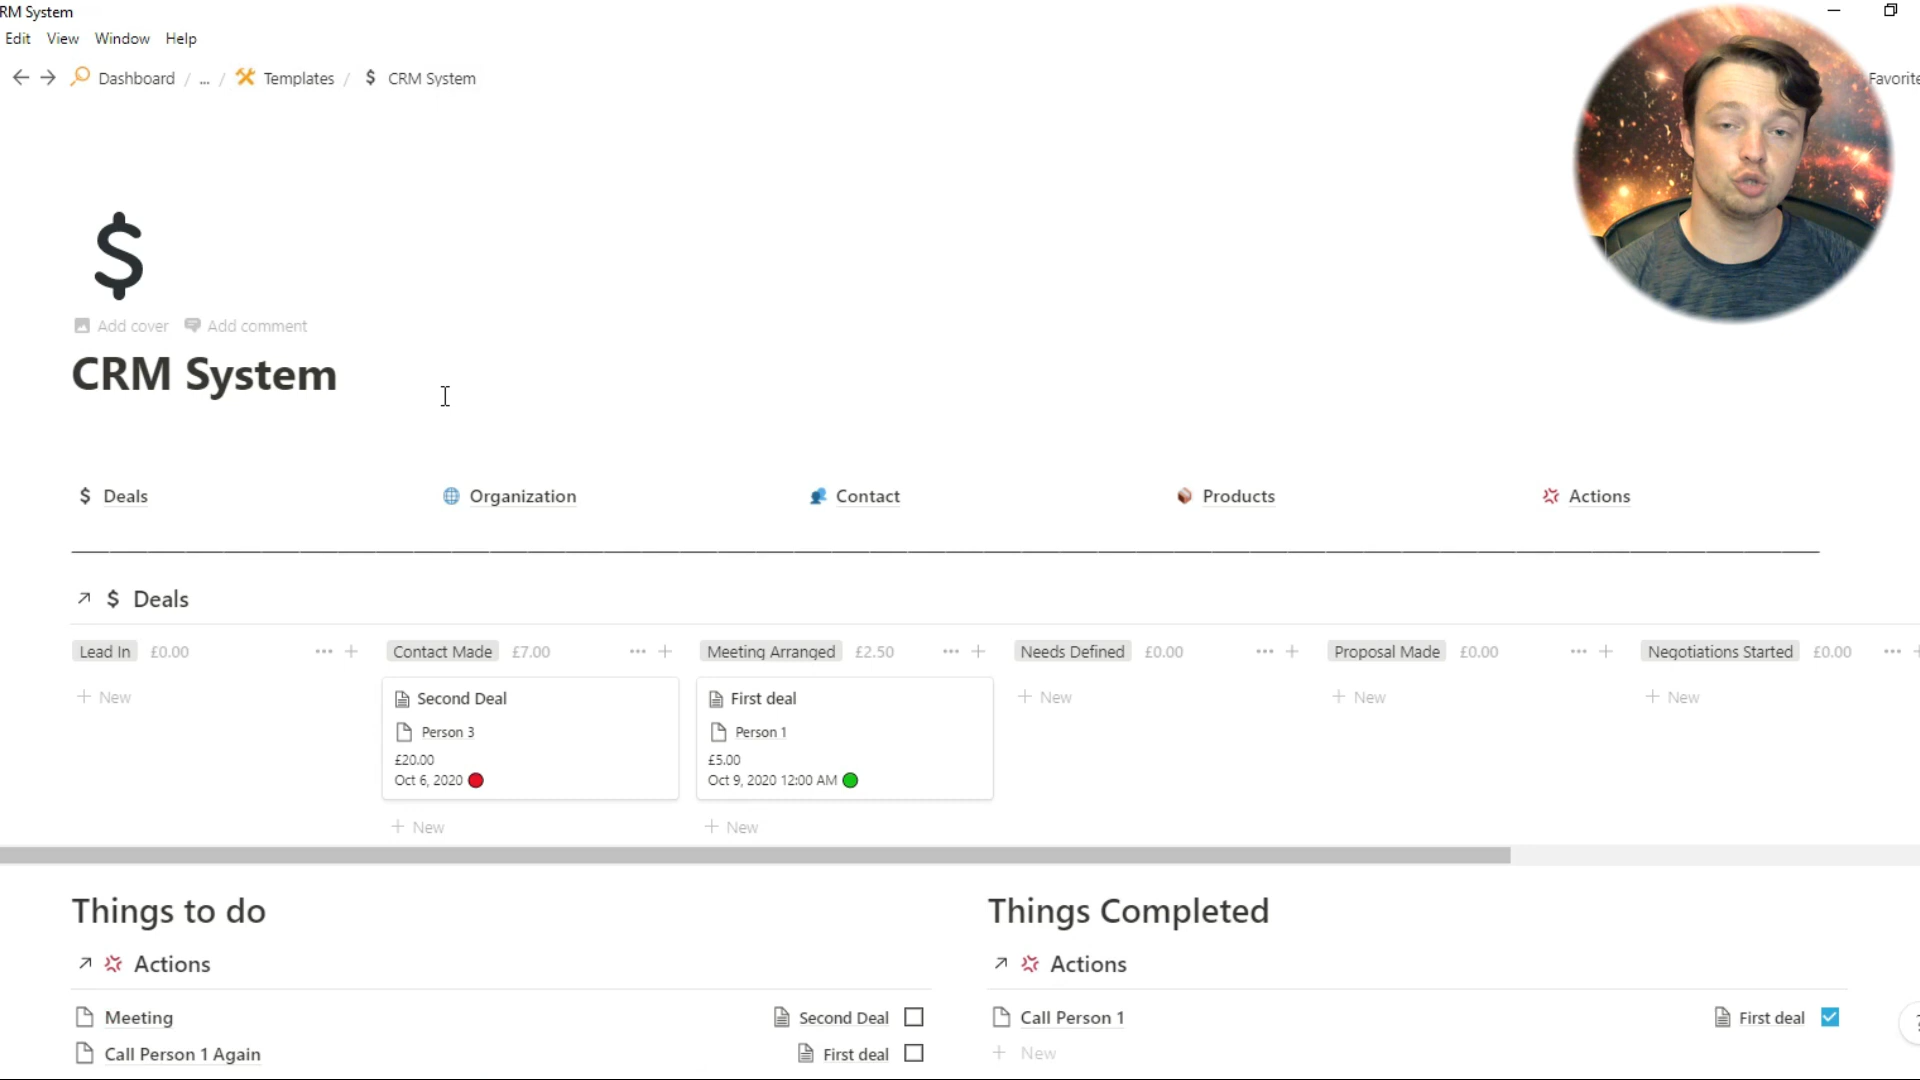 RM System
Edit View Window Help
Dashboard / ... / Templates / $ CRM System
Favorite
$
Add cover Add comment
CRM System
$ Deals Organization Contact Products Actions
$ Deals
Lead In £0.00 ... + Contact Made £7.00 ... + Meeting Arranged £2.50 ... + Needs Defined £0.00 ... + Proposal Made £0.00 ... + Negotiations Started £0.00 ... +
+ New Second Deal First deal + New + New + New
Person 3 Person 1
£20.00 £5.00
Oct 6, 2020 Oct 9, 2020 12:00 AM
+ New + New
Things to do Things Completed
Actions Actions
Meeting Second Deal Call Person 1 First deal
Call Person 1 Again First deal + New
?